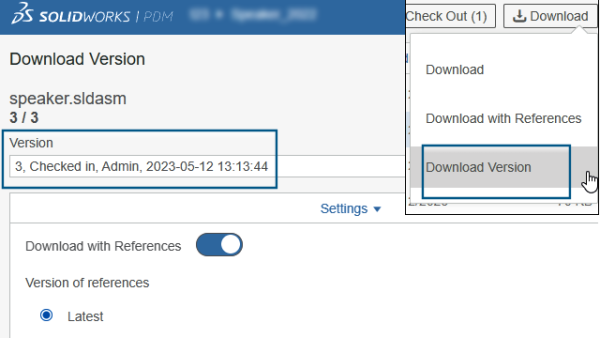 SOLIDWORKS | PDM
Download Version
speaker.sldasm
3 / 3
Version
3, Checked in, Admin, 2023-05-12 13:13:44
Settings
Download with References
Version of references
Latest
Check Out (1)
Download
Download
Download with References
Download Version